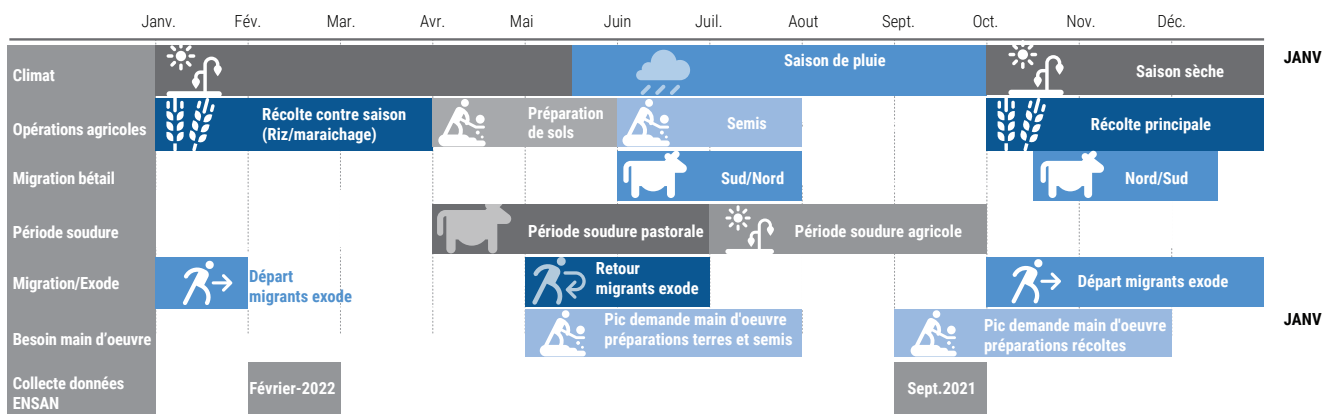 Janv. Fév. Mar. Avr. Mai Juin Juil. Aout Sept. Oct. Nov. Déc.
JANV
Climat
Saison de pluie
Saison sèche
Opérations agricoles
Récolte contre saison
(Riz/maraichage)
Préparation
de sols
Semis
Récolte principale
Migration bétail
Sud/Nord
Nord/Sud
Période soudure
Période soudure pastorale
Période soudure agricole
Migration/Exode
Départ
migrants exode
Retour
migrants exode
Départ migrants exode
JANV
Besoin main d’oeuvre
Pic demande main d'oeuvre
préparations terres et semis
Pic demande main d'oeuvre
préparations récoltes
Collecte données
ENSAN
Février-2022
Sept.2021